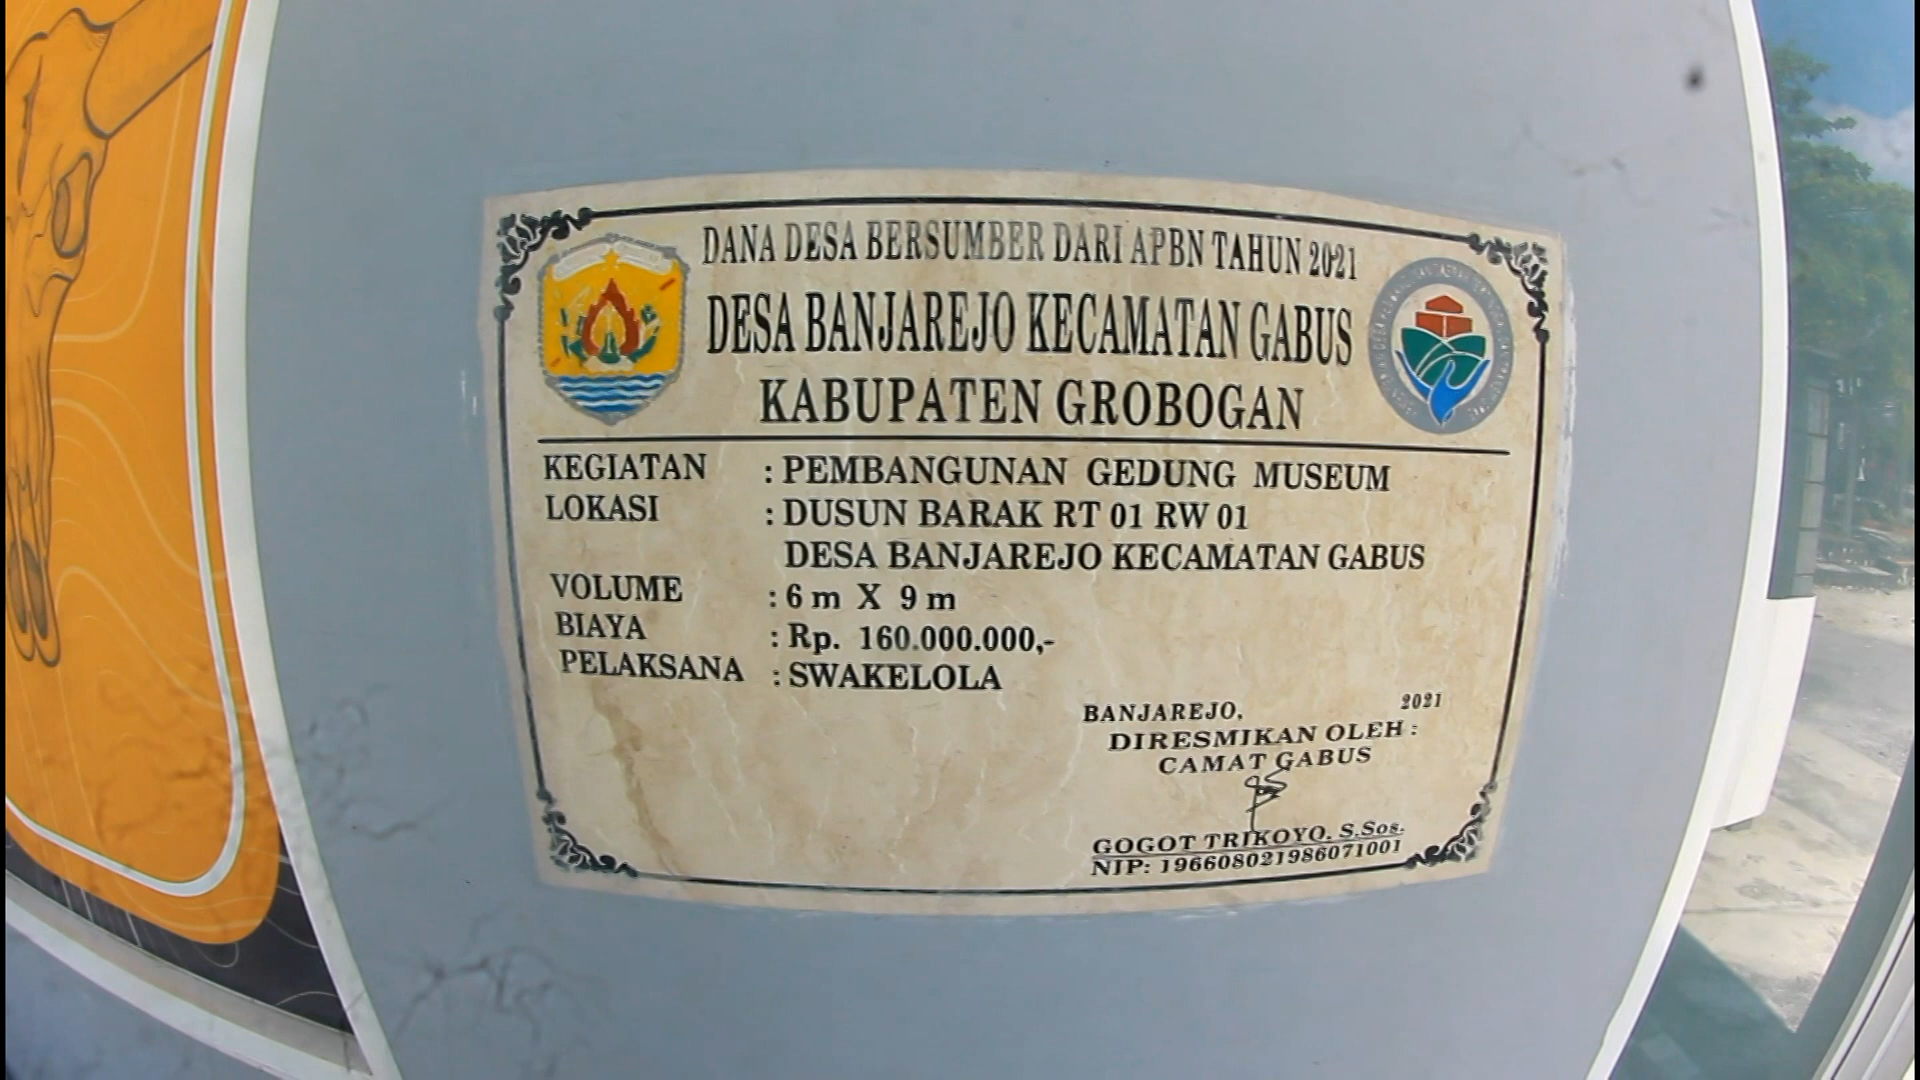 DANA DESA BERSUMBER DARI APBN TAHUN 2021
DESA BANJAREJO KECAMATAN GABUS
KABUPATEN GROBOGAN
KEGIATAN : PEMBANGUNAN GEDUNG MUSEUM
LOKASI : DUSUN BARAK RT 01 RW 01
DESA BANJAREJO KECAMATAN GABUS
VOLUME : 6 m X 9 m
BIAYA : Rp. 160.000.000,-
PELAKSANA : SWAKELOLA
BANJAREJO, 2021
DIRESMIKAN OLEH :
CAMAT GABUS
GOGOT TRIKOYO. S.Sos.
NIP: 196608021986071001